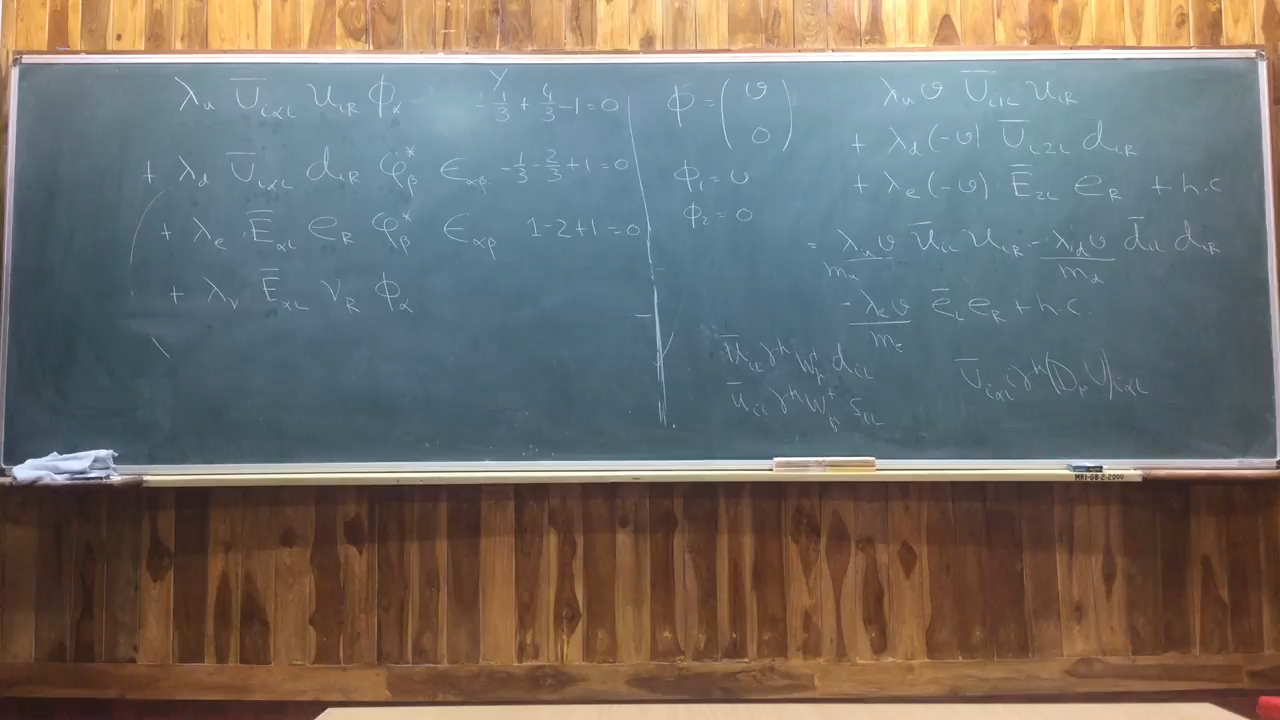 λ_u Ū_{iαL} u_{iR} ϕ_α
Y
-1/3 + 4/3 - 1 = 0
+ λ_d Ū_{iαL} d_{iR} φ*_β ϵ_{αβ} -1/3 - 2/3 + 1 = 0
+ λ_e Ē_{αL} e_R φ*_β ϵ_{αβ} 1 - 2 + 1 = 0
+ λ_ν Ē_{αL} ν_R ϕ_α
ϕ = (υ
0)
ϕ_1 = υ
ϕ_2 = 0
λ_u υ Ū_{i1L} u_{iR}
+ λ_d (-υ) Ū_{i2L} d_{iR}
+ λ_e (-υ) Ē_{2L} e_R + h.c
= λ_u υ ū_{iL} u_{iR} - λ_d υ d̄_{iL} d_{iR}
m_u m_d
- λ_e υ ē_L e_R + h.c.
m_e
ū_{iL} γ^μ W^+_μ d_{iL}
ū_{iL} γ^μ W^+_μ s_{iL}
Ū_{iαL} i γ^μ (D_μ U)_{iαL}
MRI-GB-2-2000